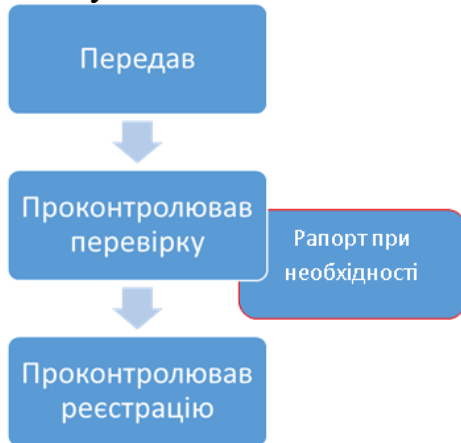 Передав
Проконтролював
перевірку
Рапорт при
необхідності
Проконтролював
реєстрацію